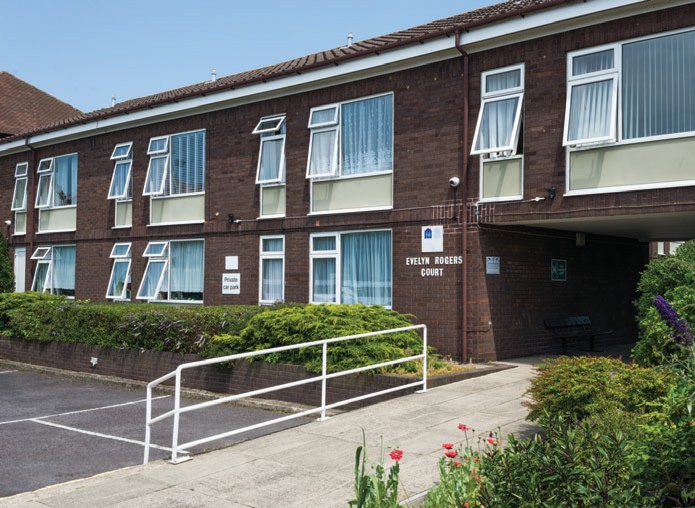 EVELYN ROGERS
COURT
Private
car park